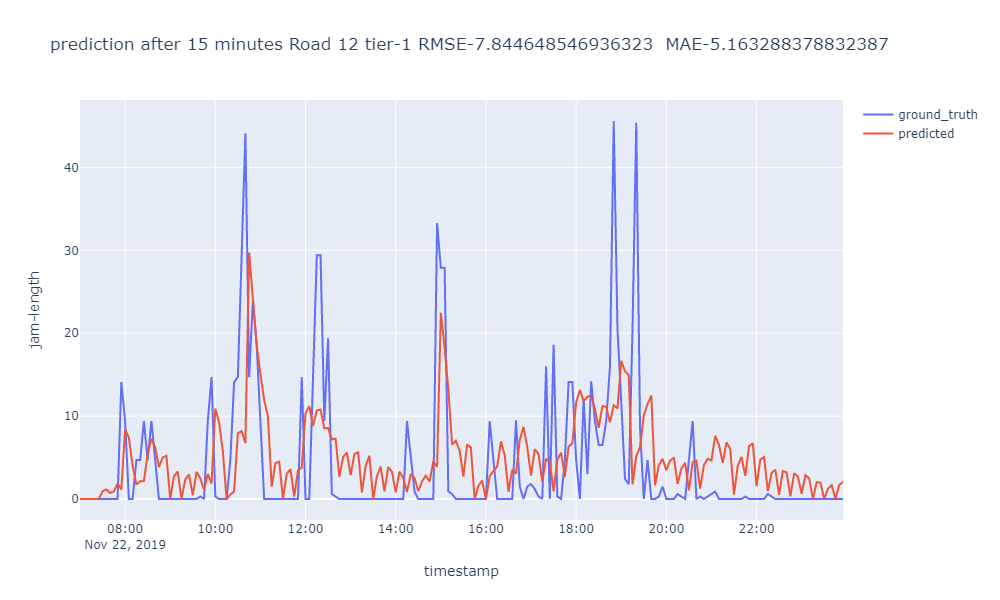 prediction after 15 minutes Road 12 tier-1 RMSE-7.844648546936323  MAE-5.163288378832387
ground_truth
predicted
jam-length
40
30
20
10
0
08:00
10:00
12:00
14:00
16:00
18:00
20:00
22:00
Nov 22, 2019
timestamp